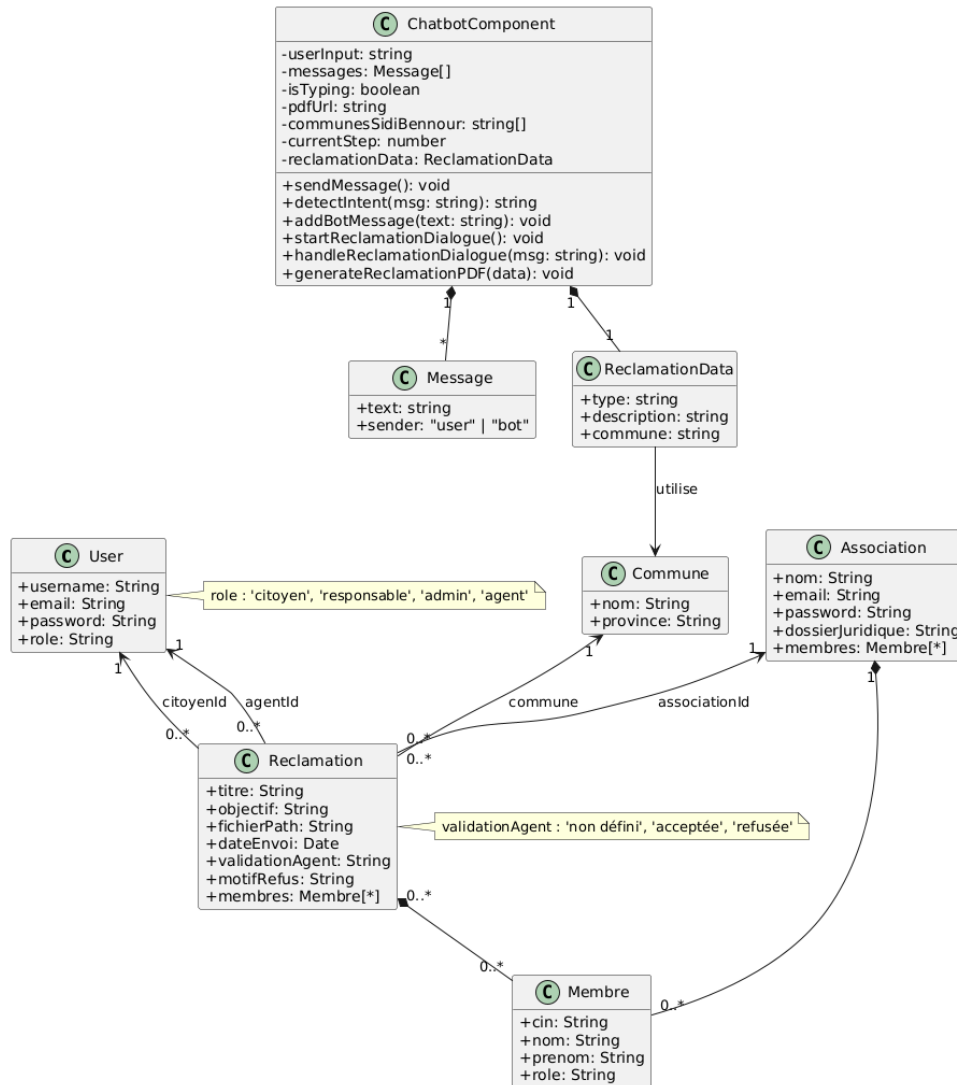 C ChatbotComponent
-userInput: string
-messages: Message[]
-isTyping: boolean
-pdfUrl: string
-communesSidiBennour: string[]
-currentStep: number
-reclamationData: ReclamationData
+sendMessage(): void
+detectIntent(msg: string): string
+addBotMessage(text: string): void
+startReclamationDialogue(): void
+handleReclamationDialogue(msg: string): void
+generateReclamationPDF(data): void
1
1
*
1
C Message
+text: string
+sender: "user" | "bot"
C ReclamationData
+type: string
+description: string
+commune: string
utilise
C User
+username: String
+email: String
+password: String
+role: String
role : 'citoyen', 'responsable', 'admin', 'agent'
C Commune
+nom: String
+province: String
C Association
+nom: String
+email: String
+password: String
+dossierJuridique: String
+membres: Membre[*]
1
1
1
1
1
citoyenId
agentId
commune
associationId
0..*
0..*
0..*
0..*
C Reclamation
+titre: String
+objectif: String
+fichierPath: String
+dateEnvoi: Date
+validationAgent: String
+motifRefus: String
+membres: Membre[*]
validationAgent : 'non défini', 'acceptée', 'refusée'
0..*
0..*
0..*
C Membre
+cin: String
+nom: String
+prenom: String
+role: String